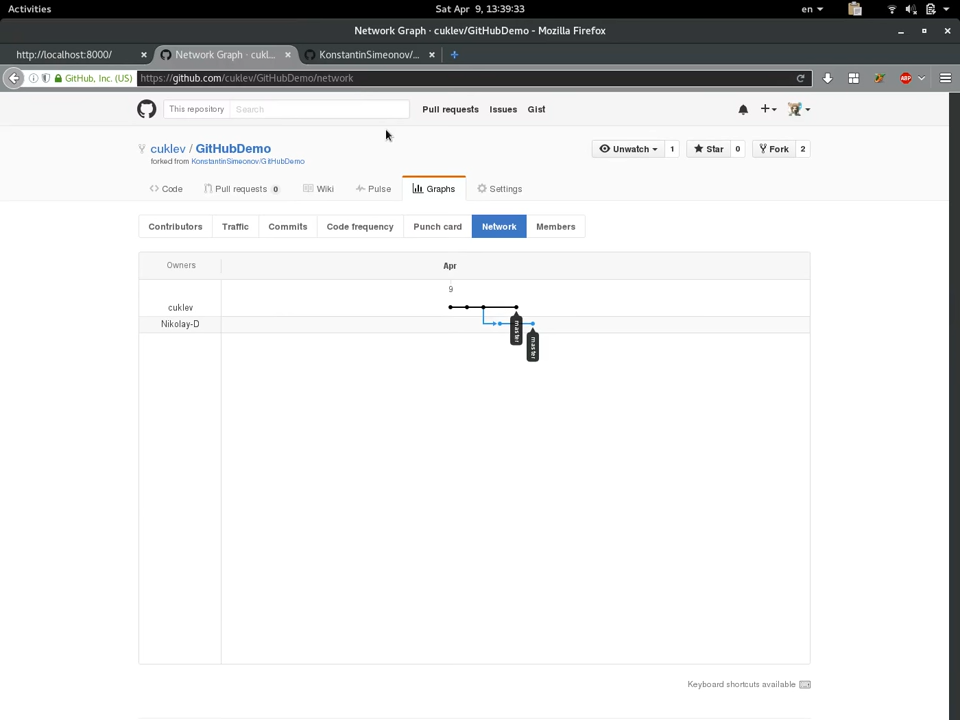 Activities
Sat Apr 9, 13:39:33
en
Network Graph · cuklev/GitHubDemo - Mozilla Firefox
http://localhost:8000/
Network Graph · cukl...
KonstantinSimeonov/...
GitHub, Inc. (US)
https://github.com/cuklev/GitHubDemo/network
ABP
This repository
Search
Pull requests
Issues
Gist
cuklev / GitHubDemo
forked from KonstantinSimeonov/GitHubDemo
Unwatch 1
Star 0
Fork 2
Code
Pull requests 0
Wiki
Pulse
Graphs
Settings
Contributors
Traffic
Commits
Code frequency
Punch card
Network
Members
Owners
Apr
9
cuklev
Nikolay-D
master
master
Keyboard shortcuts available